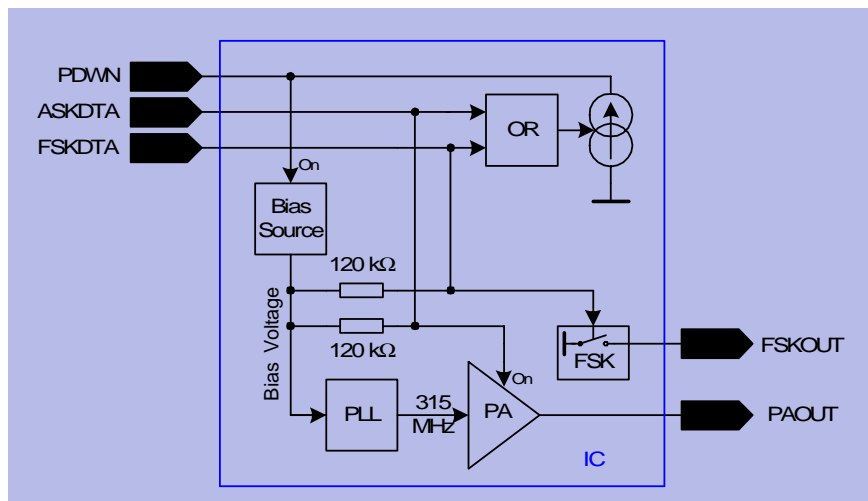 PDWN
ASKDTA
FSKDTA
OR
On
Bias
Source
120 kΩ
120 kΩ
Bias Voltage
FSK
FSKOUT
On
PLL
315
MHz
PA
PAOUT
IC